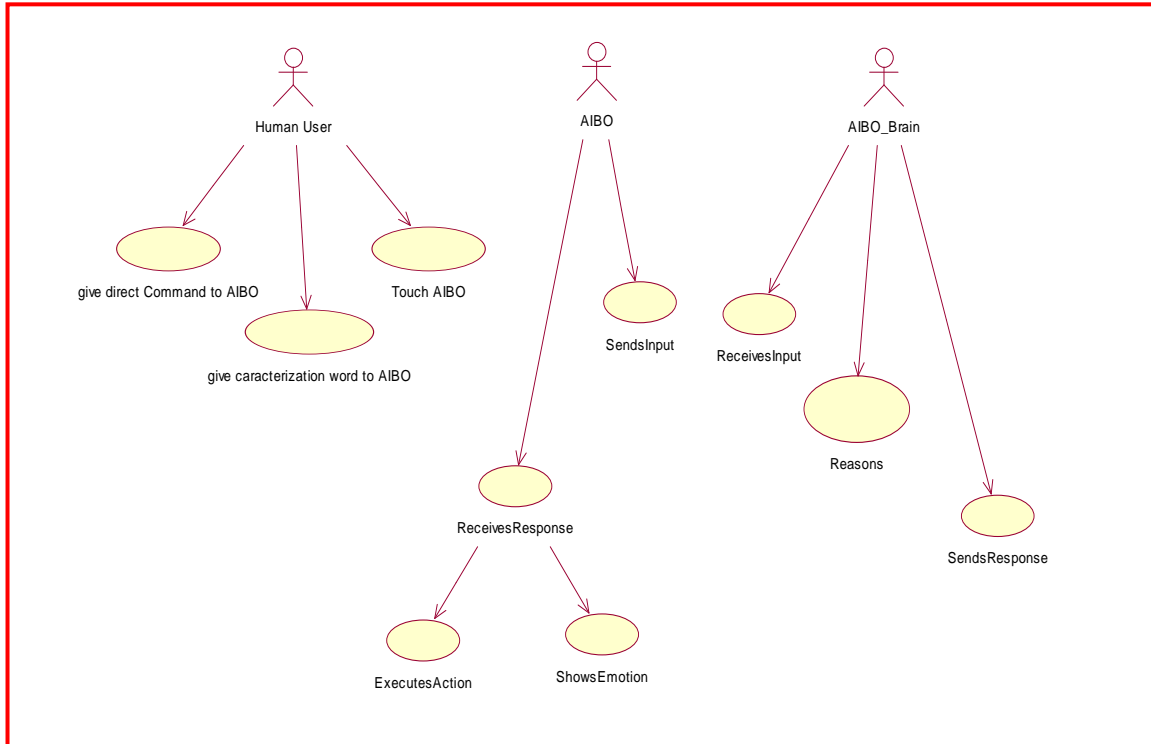 Human User
AIBO
AIBO_Brain
give direct Command to AIBO
Touch AIBO
give caracterization word to AIBO
SendsInput
ReceivesInput
Reasons
ReceivesResponse
SendsResponse
ExecutesAction
ShowsEmotion